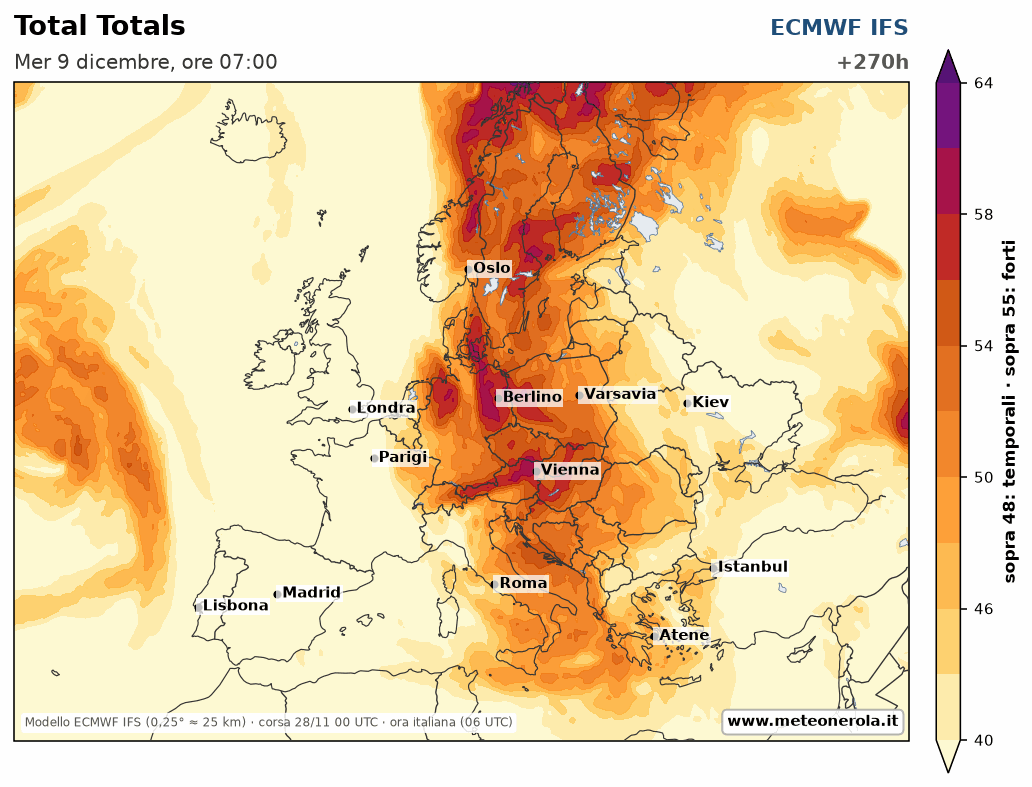 Total Totals
ECMWF IFS
Mer 9 dicembre, ore 07:00
+270h
64
58
54
50
46
40
sopra 48: temporali · sopra 55: forti
Oslo
Berlino
Varsavia
Kiev
Londra
Parigi
Vienna
Istanbul
Roma
Madrid
Lisbona
Atene
Modello ECMWF IFS (0,25° ≈ 25 km) · corsa 28/11 00 UTC · ora italiana (06 UTC)
www.meteonerola.it